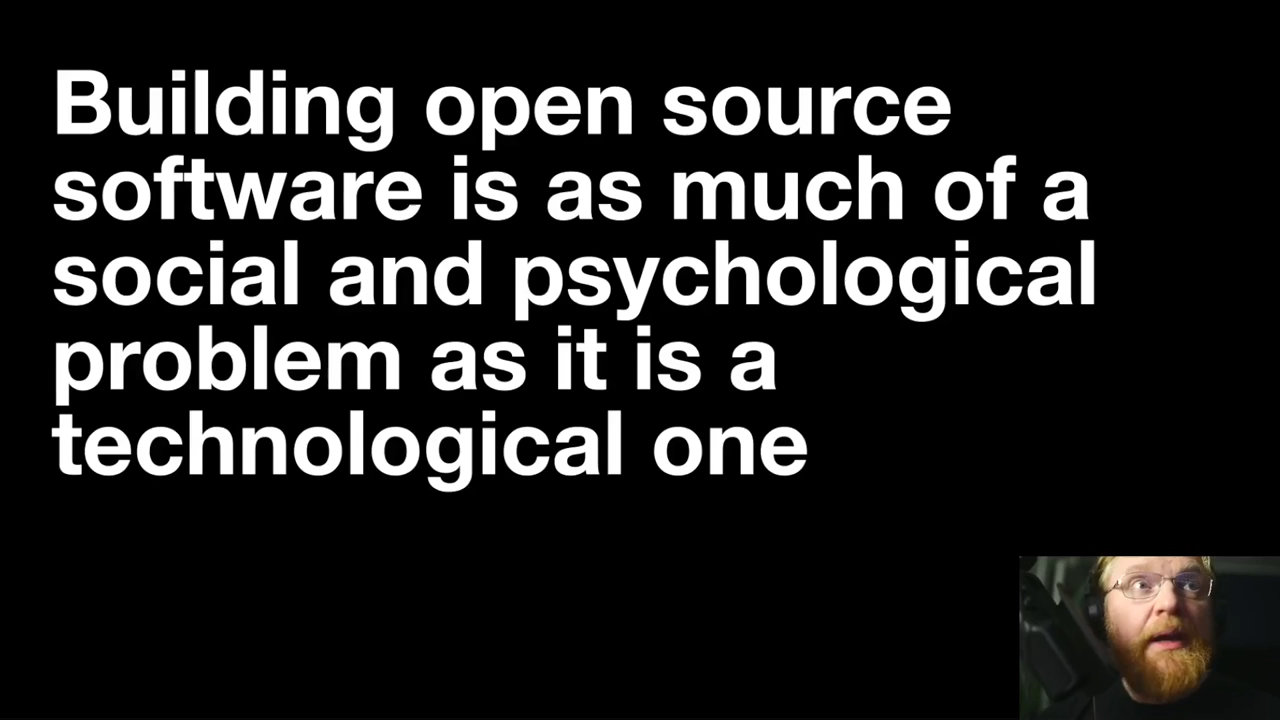 Building open source
software is as much of a
social and psychological
problem as it is a
technological one